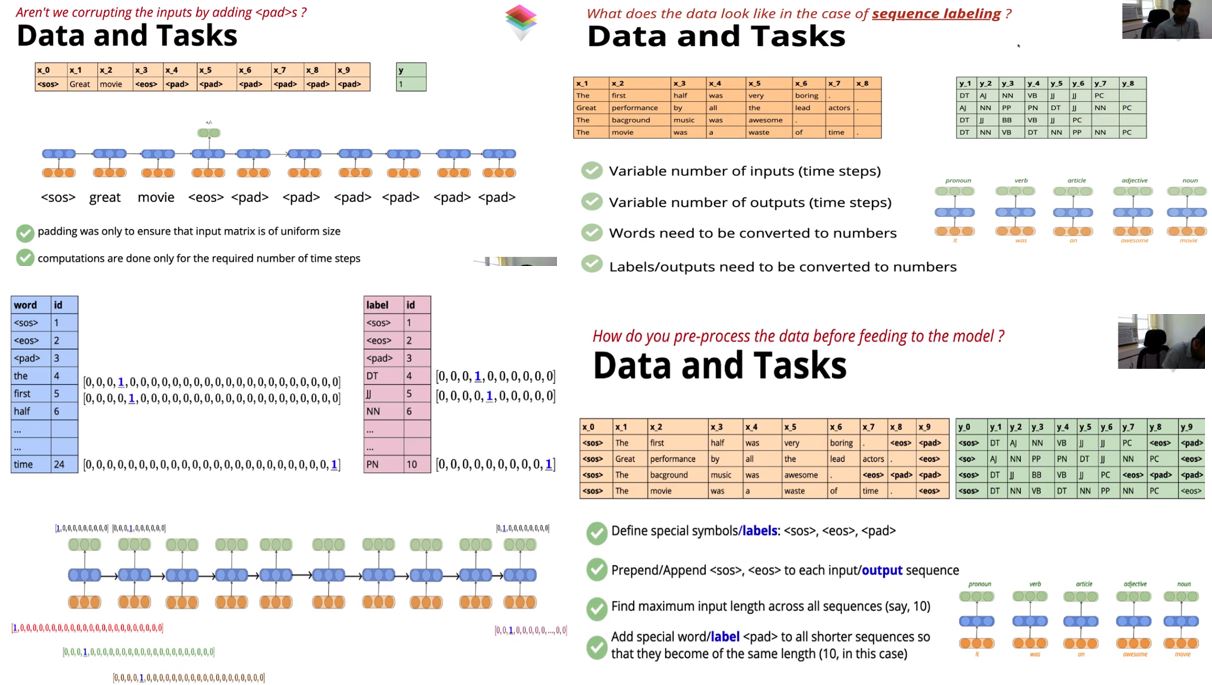 Aren't we corrupting the inputs by adding <pad>s ?
Data and Tasks
x_0 x_1 x_2 x_3 x_4 x_5 x_6 x_7 x_8 x_9 y
<sos> Great movie <eos> <pad> <pad> <pad> <pad> <pad> <pad> 1
+/-
<sos> great movie <eos> <pad> <pad> <pad> <pad> <pad> <pad>
padding was only to ensure that input matrix is of uniform size
computations are done only for the required number of time steps
What does the data look like in the case of sequence labeling ?
Data and Tasks
x_1 x_2 x_3 x_4 x_5 x_6 x_7 x_8 y_1 y_2 y_3 y_4 y_5 y_6 y_7 y_8
The first half was very boring . DT AJ NN VB JJ JJ PC
Great performance by all the lead actors . AJ NN PP PN DT JJ NN PC
The bacground music was awesome . DT JJ BB VB JJ PC
The movie was a waste of time . DT NN VB DT NN PP NN PC
Variable number of inputs (time steps)
Variable number of outputs (time steps)
Words need to be converted to numbers
Labels/outputs need to be converted to numbers
pronoun verb article adjective noun
it was an awesome movie
word id
<sos> 1
<eos> 2
<pad> 3
the 4
first 5
half 6
...
...
time 24
[0,0,0,1,0,0,0,0,0,0,0,0,0,0,0,0,0,0,0,0,0,0,0,0]
[0,0,0,0,1,0,0,0,0,0,0,0,0,0,0,0,0,0,0,0,0,0,0,0]
[0,0,0,0,0,0,0,0,0,0,0,0,0,0,0,0,0,0,0,0,0,0,0,1]
label id
<sos> 1
<eos> 2
<pad> 3
DT 4
JJ 5
NN 6
...
...
PN 10
[0,0,0,1,0,0,0,0,0,0]
[0,0,0,0,1,0,0,0,0,0]
[0,0,0,0,0,0,0,0,0,1]
[1,0,0,0,0,0,0,0,0,0] [0,0,0,1,0,0,0,0,0,0] [0,1,0,0,0,0,0,0,0,0]
[1,0,0,0,0,0,0,0,0,0,0,0,0,0,0,0,0,0,0,0,0,0,0,0] [0,0,1,0,0,0,0,0,...,0,0]
[0,0,0,1,0,0,0,0,0,0,0,0,0,0,0,0,0,0,0,0,0,0,0,0]
[0,0,0,0,1,0,0,0,0,0,0,0,0,0,0,0,0,0,0,0,0,0,0,0]
How do you pre-process the data before feeding to the model ?
Data and Tasks
x_0 x_1 x_2 x_3 x_4 x_5 x_6 x_7 x_8 x_9 y_0 y_1 y_2 y_3 y_4 y_5 y_6 y_7 y_8 y_9
<sos> The first half was very boring . <eos> <pad> <sos> DT AJ NN VB JJ JJ PC <eos> <pad>
<sos> Great performance by all the lead actors . <eos> <so> AJ NN PP PN DT JJ NN PC <eos>
<sos> The bacground music was awesome . <eos> <pad> <pad> <sos> DT JJ BB VB JJ PC <eos> <pad> <pad>
<sos> The movie was a waste of time . <eos> <sos> DT NN VB DT NN PP NN PC <eos>
Define special symbols/labels: <sos>, <eos>, <pad>
Prepend/Append <sos>, <eos> to each input/output sequence
Find maximum input length across all sequences (say, 10)
Add special word/label <pad> to all shorter sequences so
that they become of the same length (10, in this case)
pronoun verb article adjective noun
it was an awesome movie